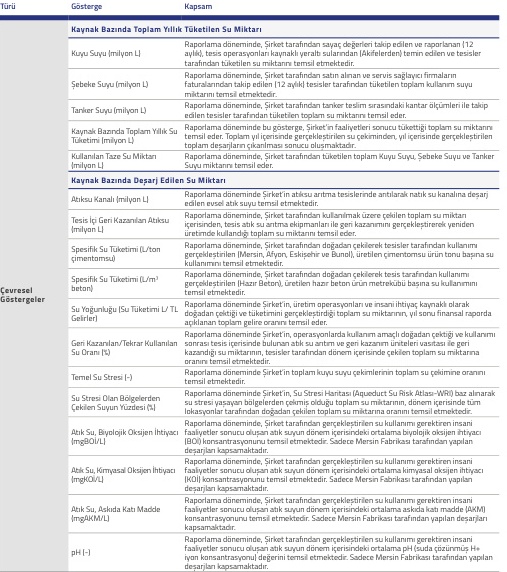 Türü Gösterge Kapsam
Kaynak Bazında Toplam Yıllık Tüketilen Su Miktarı
Kuyu Suyu (milyon L)
Raporlama döneminde, Şirket tarafından sayaç değerleri takip edilen ve raporlanan (12
aylık), tesis operasyonları kaynaklı yeraltı sularından (Akiferlerden) temin edilen ve tesisler
tarafından tüketilen su miktarını temsil etmektedir.
Şebeke Suyu (milyon L)
Raporlama döneminde, Şirket tarafından satın alınan ve servis sağlayıcı firmaların
faturalarından takip edilen (12 aylık) tesisler tarafından tüketilen toplam kullanım suyu
miktarını temsil etmektedir.
Tanker Suyu (milyon L)
Raporlama döneminde, Şirket tarafından tanker teslim sırasındaki kantar ölçümleri ile takip
edilen tesisler tarafından tüketilen toplam su miktarını temsil eder.
Kaynak Bazında Toplam Yıllık Su
Tüketimi (milyon L)
Raporlama döneminde bu gösterge, Şirket'in faaliyetleri sonucu tükettiği toplam su miktarını
temsil eder. Toplam yıl içerisinde gerçekleştirilen su çekiminden, yıl içerisinde gerçekleştirilen
toplam deşarjların çıkarılması sonucu oluşmaktadır.
Kullanılan Taze Su Miktarı
(milyon L)
Raporlama döneminde, Şirket tarafından tüketilen toplam Kuyu Suyu, Şebeke Suyu ve Tanker
Suyu miktarını temsil eder.
Kaynak Bazında Deşarj Edilen Su Miktarı
Atıksu Kanalı (milyon L)
Raporlama döneminde Şirket'in atıksu arıtma tesislerinde arıtılarak natık su kanalına deşarj
edilen evsel atık suyu temsil etmektedir.
Tesis İçi Geri Kazanılan Atıksu
(milyon L)
Raporlama döneminde, Şirket tarafından kullanılmak üzere çekilen toplam su miktarı
içerisinden, tesis atık su arıtma ekipmanları ile geri kazanımını gerçekleştirerek yeniden
üretimde kullandığı toplam su miktarını temsil eder.
Spesifik Su Tüketimi (L/ton
çimentomsu)
Raporlama döneminde, Şirket tarafından doğadan çekilerek tesisler tarafından kullanımı
gerçekleştirilen (Mersin, Afyon, Eskişehir ve Bunol), üretilen çimentomsu ürün tonu başına su
kullanımını temsil etmektedir.
Spesifik Su Tüketimi (L/m³
beton)
Raporlama döneminde, Şirket tarafından doğadan çekilerek tesis tarafından kullanımı
gerçekleştirilen (Hazır Beton), üretilen hazır beton ürün metrekübü başına su kullanımını
temsil etmektedir.
Çevresel
Göstergeler
Su Yoğunluğu (Su Tüketimi L/ TL
Gelirler)
Raporlama döneminde, Şirket'in, üretim operasyonları ve insani ihtiyaç kaynaklı olarak
doğadan çektiği ve tüketimini gerçekleştirdiği toplam su miktarının, yıl sonu finansal raporda
açıklanan toplam gelire oranını temsil eder.
Geri Kazanılan/Tekrar Kullanılan
Su Oranı (%)
Raporlama döneminde Şirket'in, operasyonlarda kullanım amaçlı doğadan çektiği ve kullanımı
sonrası tesis içerisinde bulunan atık su arıtım ve geri kazanım üniteleri vasıtası ile geri
kazandığı su miktarının, tesisler tarafından dönem içerisinde çekilen toplam su miktarına
oranını temsil etmektedir.
Temel Su Stresi (-)
Raporlama döneminde Şirket'in toplam kuyu suyu çekimlerinin toplam su çekimine oranını
temsil etmektedir.
Su Stresi Olan Bölgelerden
Çekilen Suyun Yüzdesi (%)
Raporlama döneminde Şirket'in, Su Stresi Haritası (Aqueduct Su Risk Atlası-WRI) baz alınarak
su stresi yaşayan bölgelerden çekmiş olduğu toplam su miktarının, dönem içerisinde tüm
lokasyonlar tarafından doğadan çekilen toplam su miktarına oranını temsil etmektedir.
Atık Su, Biyolojik Oksijen İhtiyacı
(mgBOİ/L)
Raporlama döneminde, Şirket tarafından gerçekleştirilen su kullanımı gerektiren insani
faaliyetler sonucu oluşan atık suyun dönem içerisindeki ortalama biyolojik oksijen ihtiyacı
(BOİ) konsantrasyonunu temsil etmektedir. Sadece Mersin Fabrikası tarafından yapılan
deşarjları kapsamaktadır.
Atık Su, Kimyasal Oksijen İhtiyacı
(mgKOİ/L)
Raporlama döneminde, Şirket tarafından gerçekleştirilen su kullanımı gerektiren insani
faaliyetler sonucu oluşan atık suyun dönem içerisindeki ortalama kimyasal oksijen ihtiyacı
(KOİ) konsantrasyonunu temsil etmektedir. Sadece Mersin Fabrikası tarafından yapılan
deşarjları kapsamaktadır.
Atık Su, Askıda Katı Madde
(mgAKM/L)
Raporlama döneminde, Şirket tarafından gerçekleştirilen su kullanımı gerektiren insani
faaliyetler sonucu oluşan atık suyun dönem içerisindeki ortalama askıda katı madde (AKM)
konsantrasyonunu temsil etmektedir. Sadece Mersin Fabrikası tarafından yapılan deşarjları
kapsamaktadır.
pH (-)
Raporlama döneminde, Şirket tarafından gerçekleştirilen su kullanımı gerektiren insani
faaliyetler sonucu oluşan atık suyun dönem içerisindeki ortalama pH (suda çözünmüş H+
iyon konsantrasyonu) değerini temsil etmektedir. Sadece Mersin Fabrikası tarafından yapılan
deşarjları kapsamaktadır.